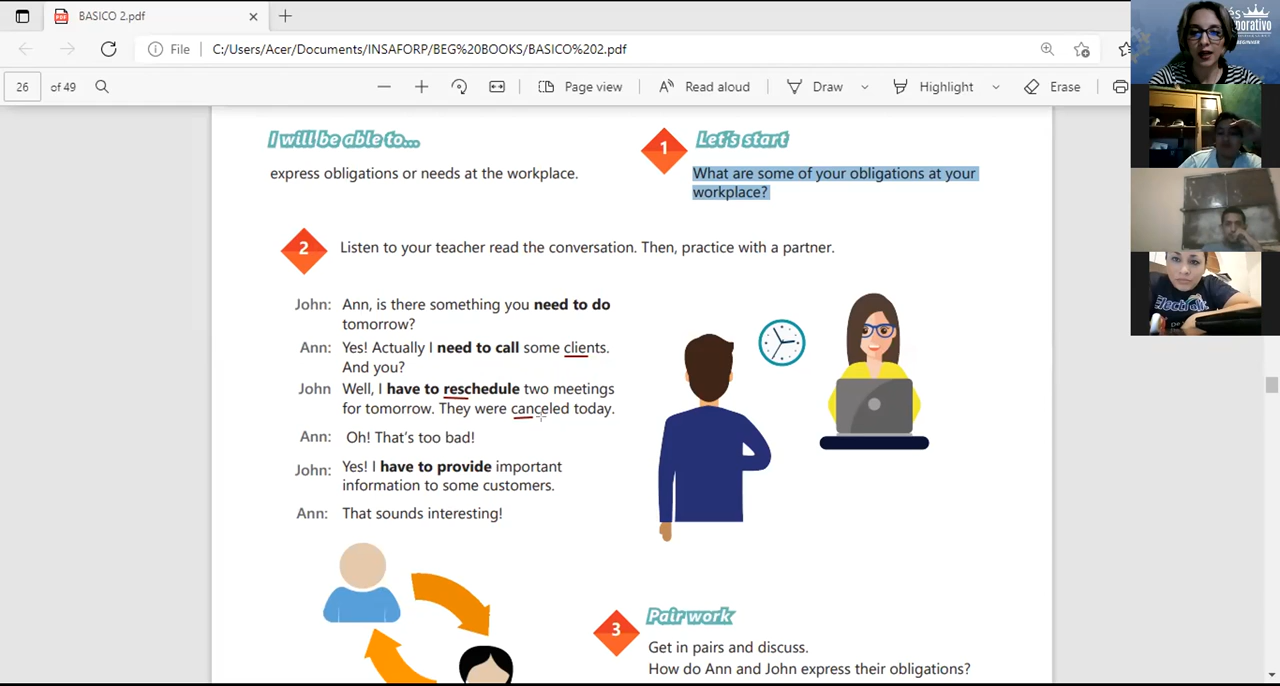 BASICO 2.pdf
File
C:/Users/Acer/Documents/INSAFORP/BEG%20BOOKS/BASICO%202.pdf
26
of 49
Page view
Read aloud
Draw
Highlight
Erase
I will be able to...
express obligations or needs at the workplace.
1
Let's start
What are some of your obligations at your
workplace?
2
Listen to your teacher read the conversation. Then, practice with a partner.
John: Ann, is there something you need to do
tomorrow?
Ann: Yes! Actually I need to call some clients.
And you?
John Well, I have to reschedule two meetings
for tomorrow. They were canceled today.
Ann: Oh! That's too bad!
John: Yes! I have to provide important
information to some customers.
Ann: That sounds interesting!
3
Pair work
Get in pairs and discuss.
How do Ann and John express their obligations?